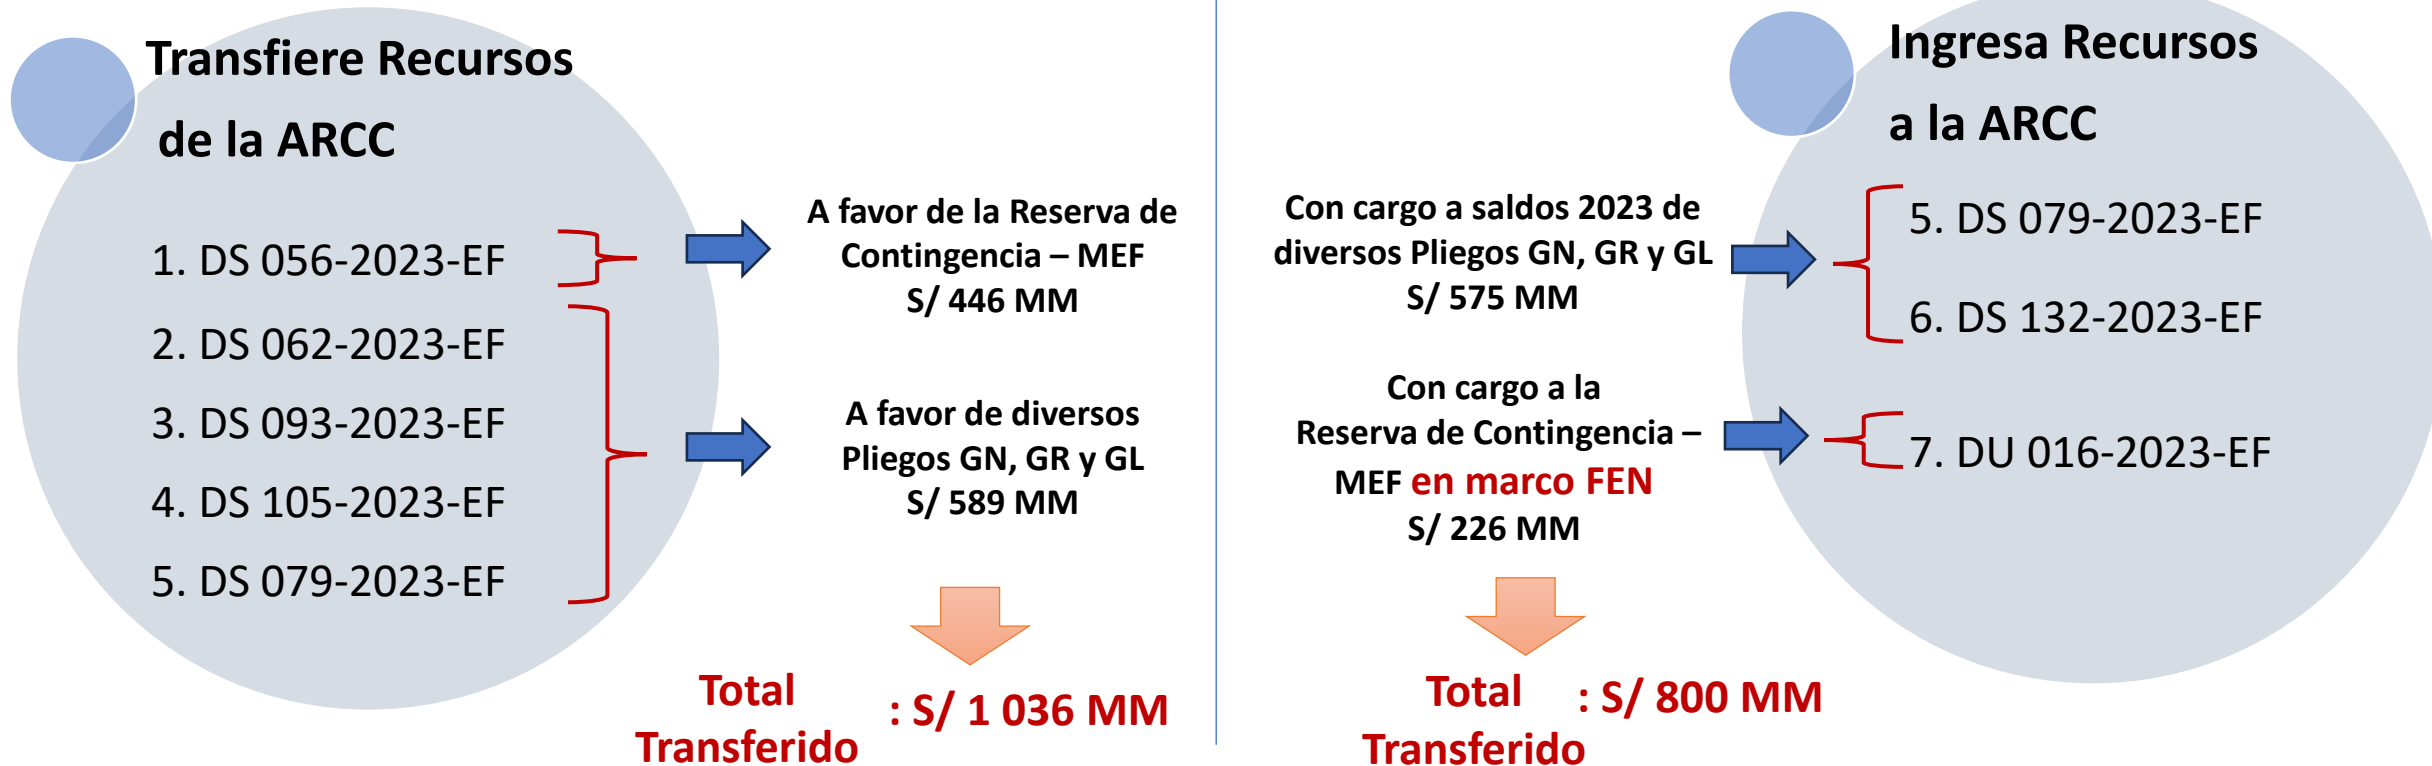 Transfiere Recursos
de la ARCC
1. DS 056-2023-EF
2. DS 062-2023-EF
3. DS 093-2023-EF
4. DS 105-2023-EF
5. DS 079-2023-EF
A favor de la Reserva de
Contingencia – MEF
S/ 446 MM
A favor de diversos
Pliegos GN, GR y GL
S/ 589 MM
Total
Transferido
: S/ 1 036 MM
Con cargo a saldos 2023 de
diversos Pliegos GN, GR y GL
S/ 575 MM
Con cargo a la
Reserva de Contingencia –
MEF en marco FEN
S/ 226 MM
Total
Transferido
: S/ 800 MM
Ingresa Recursos
a la ARCC
5. DS 079-2023-EF
6. DS 132-2023-EF
7. DU 016-2023-EF